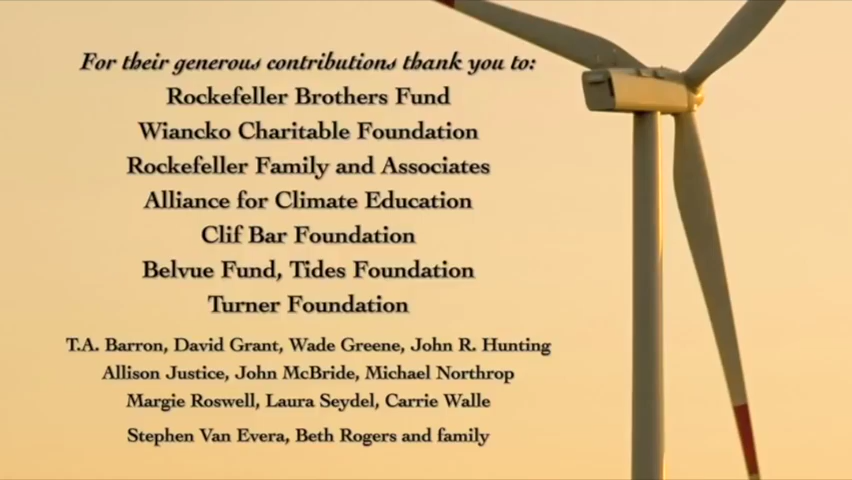 For their generous contributions thank you to:
Rockefeller Brothers Fund
Wiancko Charitable Foundation
Rockefeller Family and Associates
Alliance for Climate Education
Clif Bar Foundation
Belvue Fund, Tides Foundation
Turner Foundation
T.A. Barron, David Grant, Wade Greene, John R. Hunting
Allison Justice, John McBride, Michael Northrop
Margie Roswell, Laura Seydel, Carrie Walle
Stephen Van Evera, Beth Rogers and family